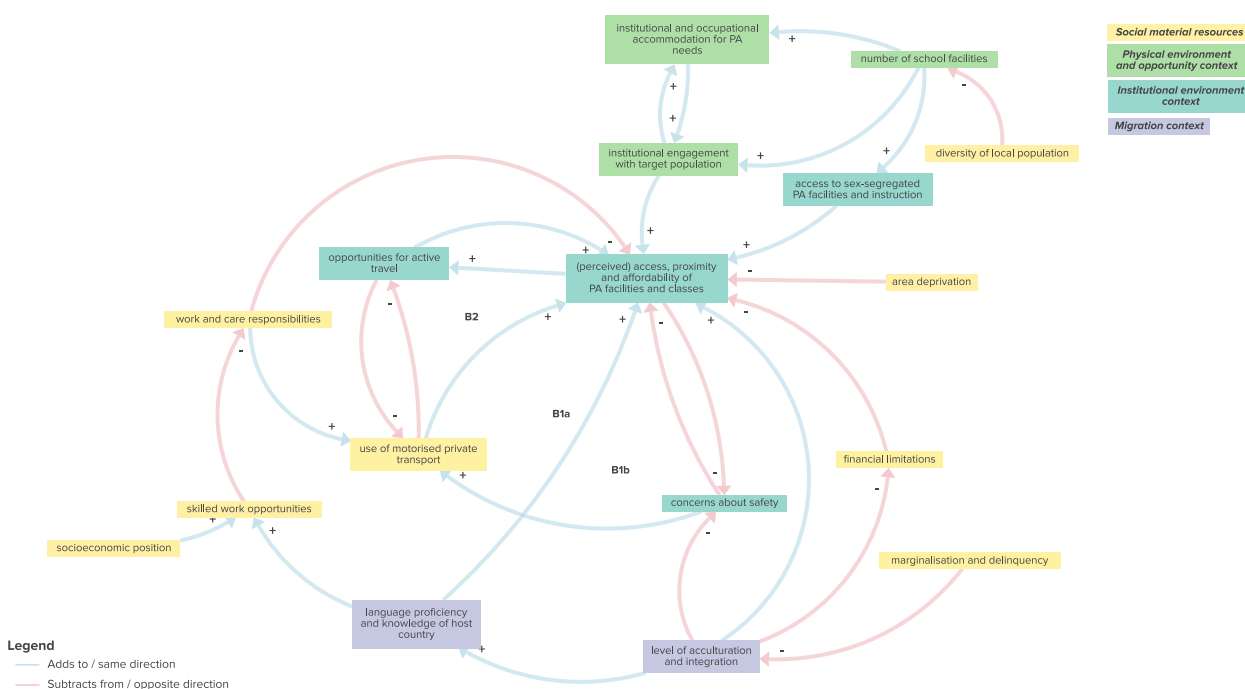 institutional and occupational
accommodation for PA
needs
+
number of school facilities
Social material resources
Physical environment
and opportunity context
Institutional environment
context
Migration context
+
-
+
institutional engagement
with target population
+
+
diversity of local population
access to sex-segregated
PA facilities and instruction
+
-
+
+
opportunities for active
travel
+
(perceived) access, proximity
and affordability of
PA facilities and classes
-
area deprivation
-
work and care responsibilities
B2
+
+
-
+
-
-
B1a
-
+
use of motorised private
transport
+
B1b
-
financial limitations
-
skilled work opportunities
+
concerns about safety
+
-
socioeconomic position
marginalisation and delinquency
language proficiency
and knowledge of host
country
+
level of acculturation
and integration
-
Legend
Adds to / same direction
Subtracts from / opposite direction